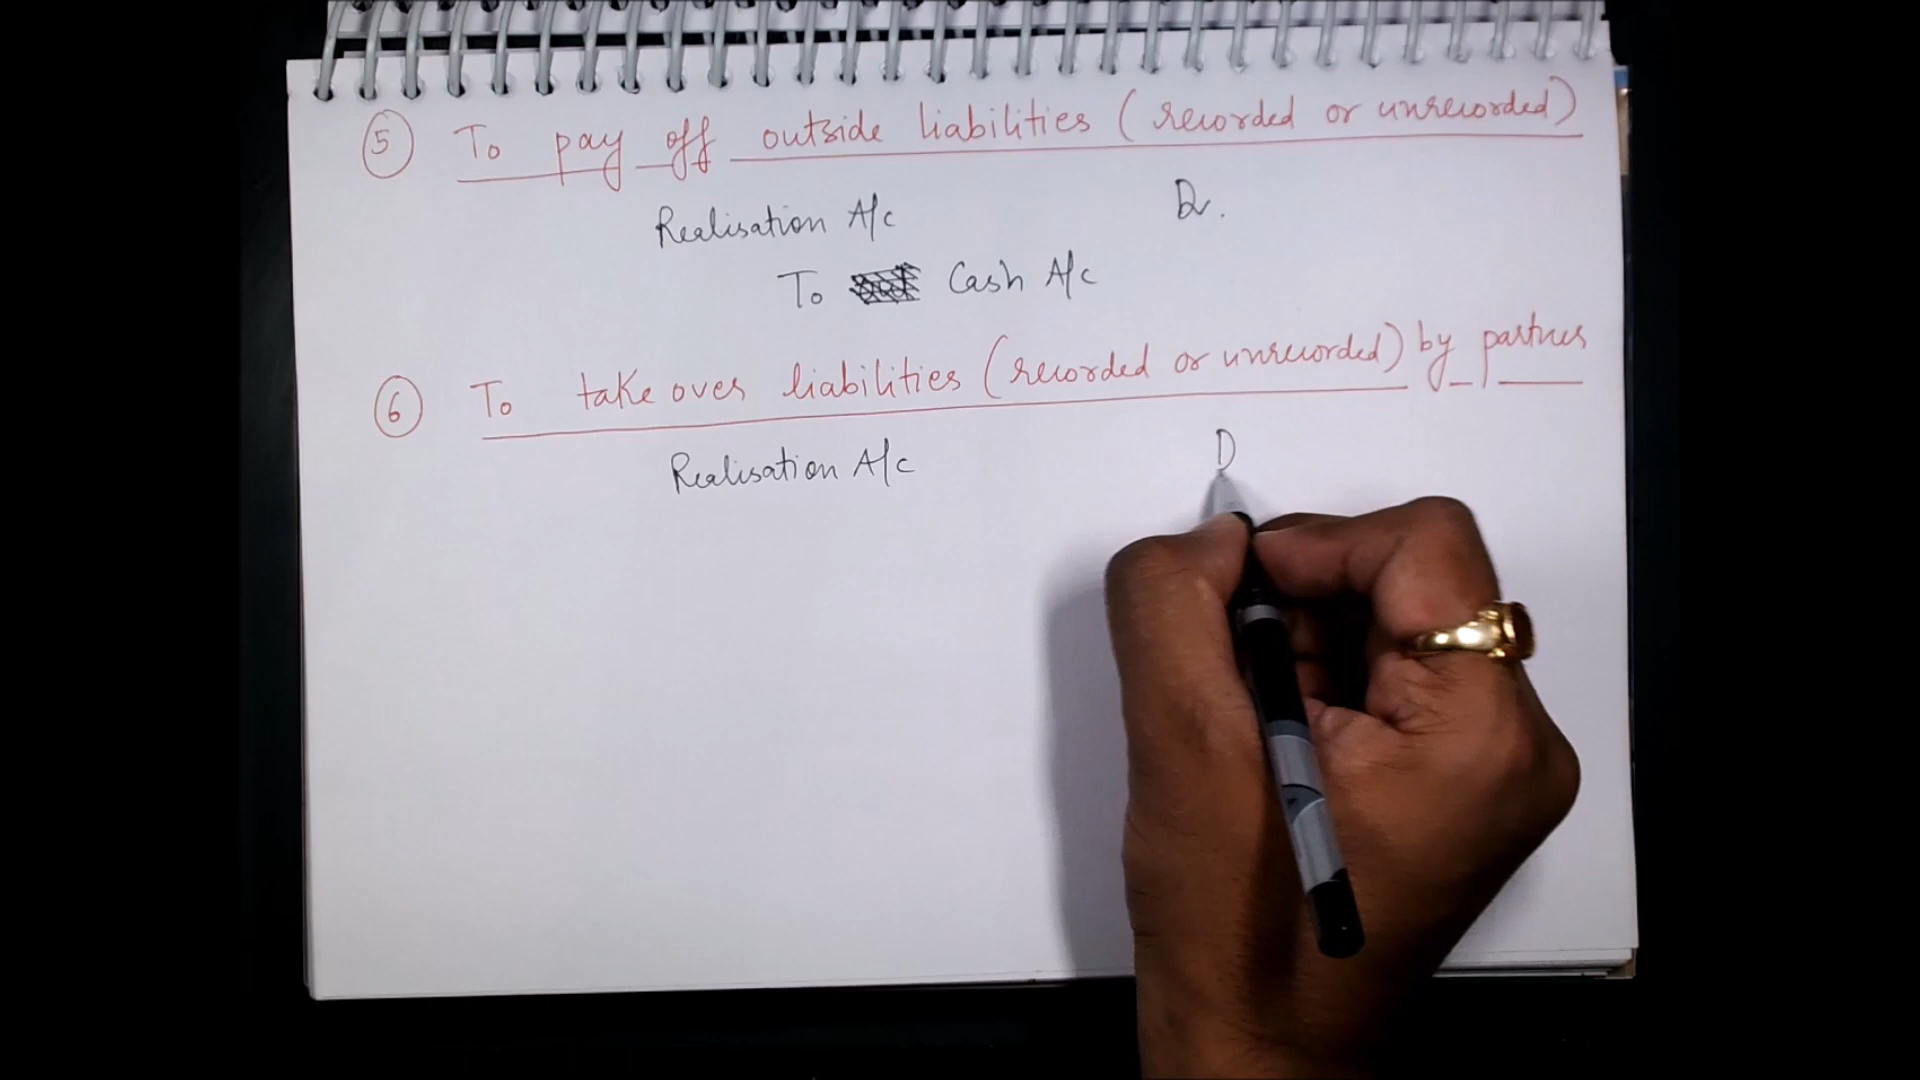 5 To pay off outside liabilities (recorded or unrecorded)
Realisation A/c Dr.
To Cash A/c
6 To take over liabilities (recorded or unrecorded) by partner
Realisation A/c D